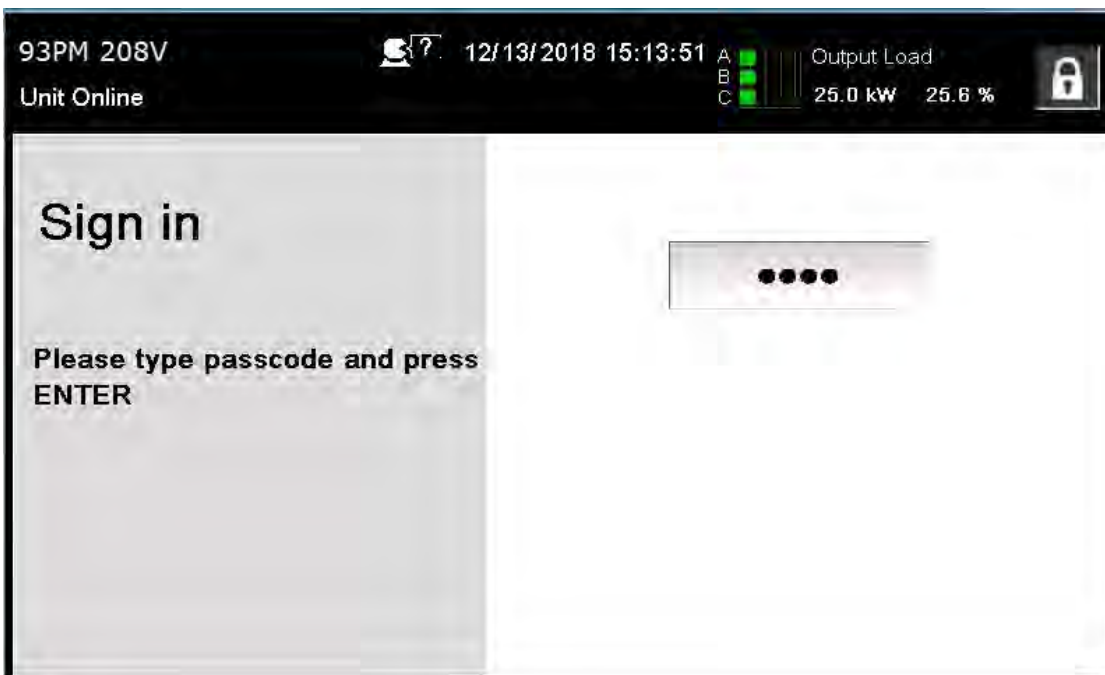 93PM 208V
? 12/13/2018 15:13:51
A
B
C
Output Load
25.0 kW 25.6 %
Unit Online
Sign in
••••
Please type passcode and press
ENTER